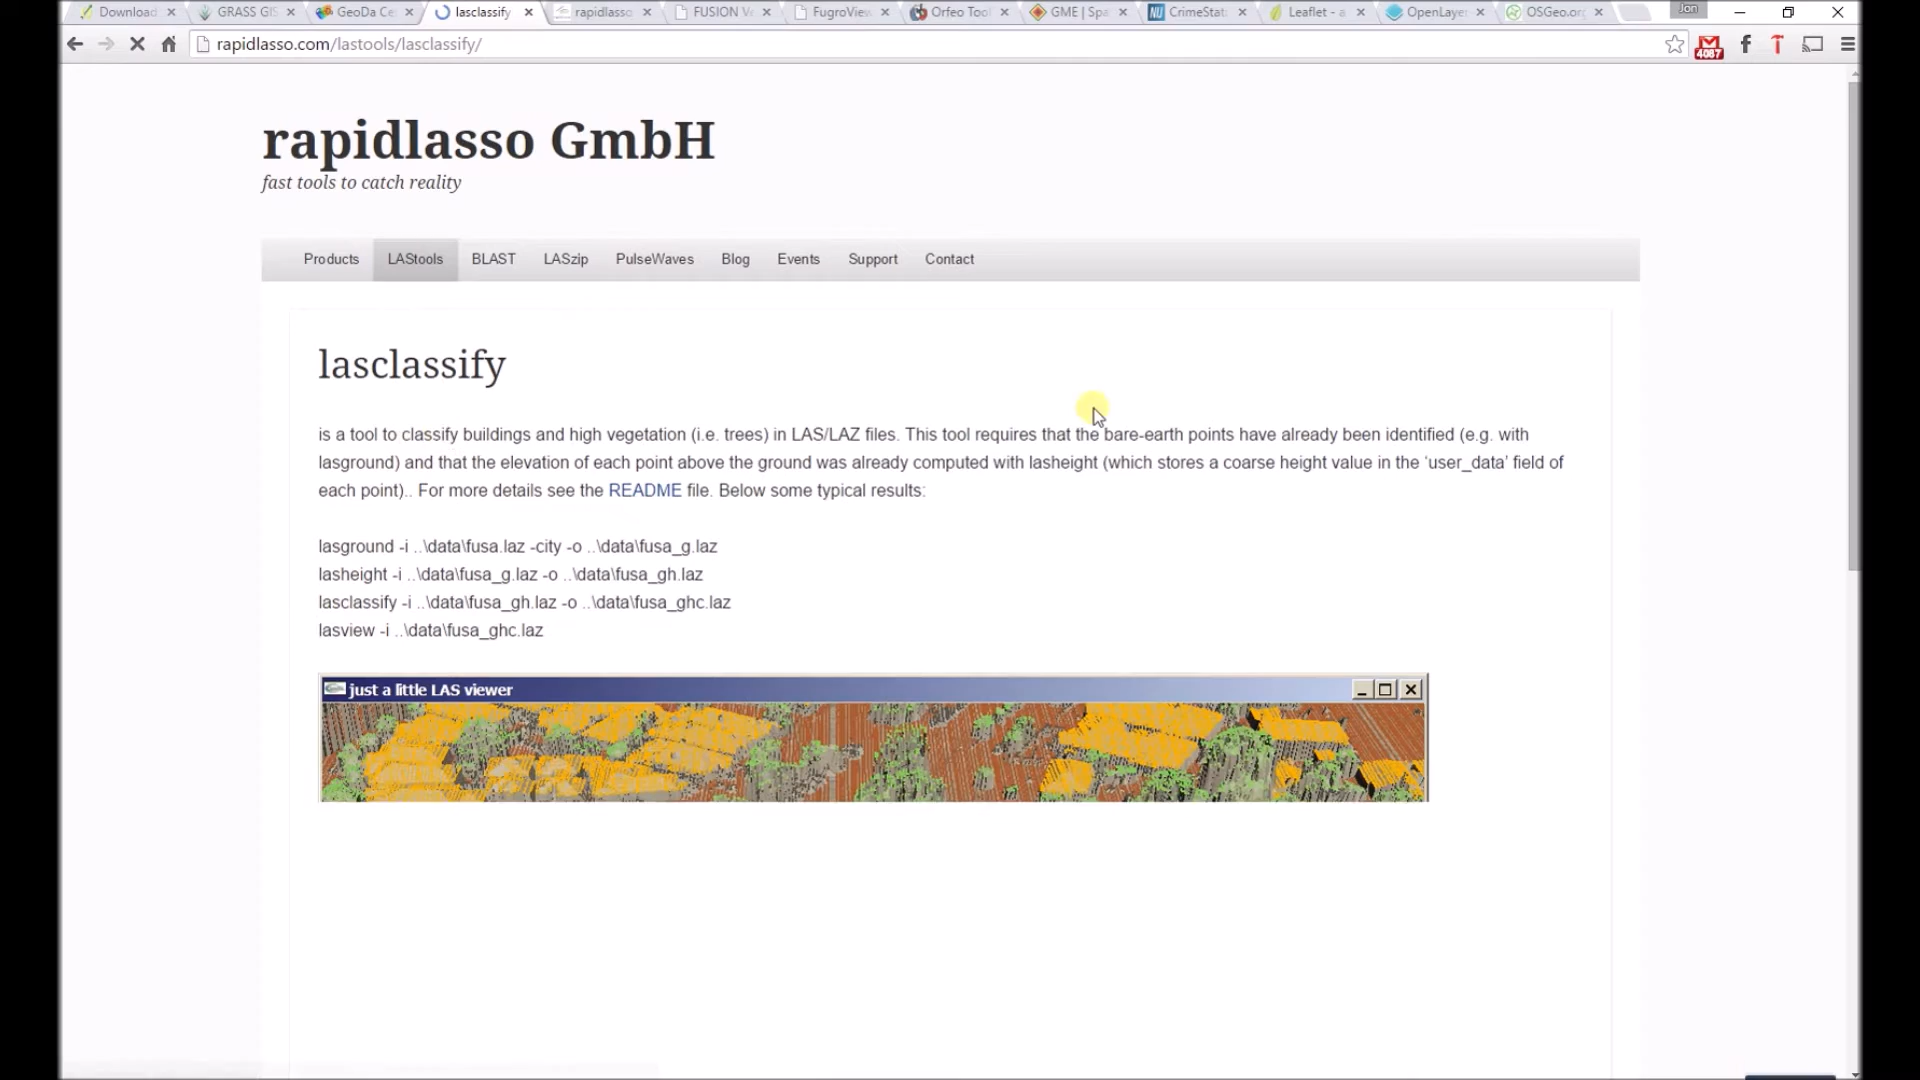 Download
GRASS GIS
GeoDa Ce
lasclassify
rapidlasso
FUSION V
FugroView
Orfeo Tool
GME | Spa
CrimeStat
Leaflet - a
OpenLayer
OSGeo.org
Jon
rapidlasso.com/lastools/lasclassify/
4087
rapidlasso GmbH
fast tools to catch reality
Products LAStools BLAST LASzip PulseWaves Blog Events Support Contact
lasclassify
is a tool to classify buildings and high vegetation (i.e. trees) in LAS/LAZ files. This tool requires that the bare-earth points have already been identified (e.g. with
lasground) and that the elevation of each point above the ground was already computed with lasheight (which stores a coarse height value in the ‘user_data’ field of
each point).. For more details see the README file. Below some typical results:
lasground -i ..\data\fusa.laz -city -o ..\data\fusa_g.laz
lasheight -i ..\data\fusa_g.laz -o ..\data\fusa_gh.laz
lasclassify -i ..\data\fusa_gh.laz -o ..\data\fusa_ghc.laz
lasview -i ..\data\fusa_ghc.laz
just a little LAS viewer